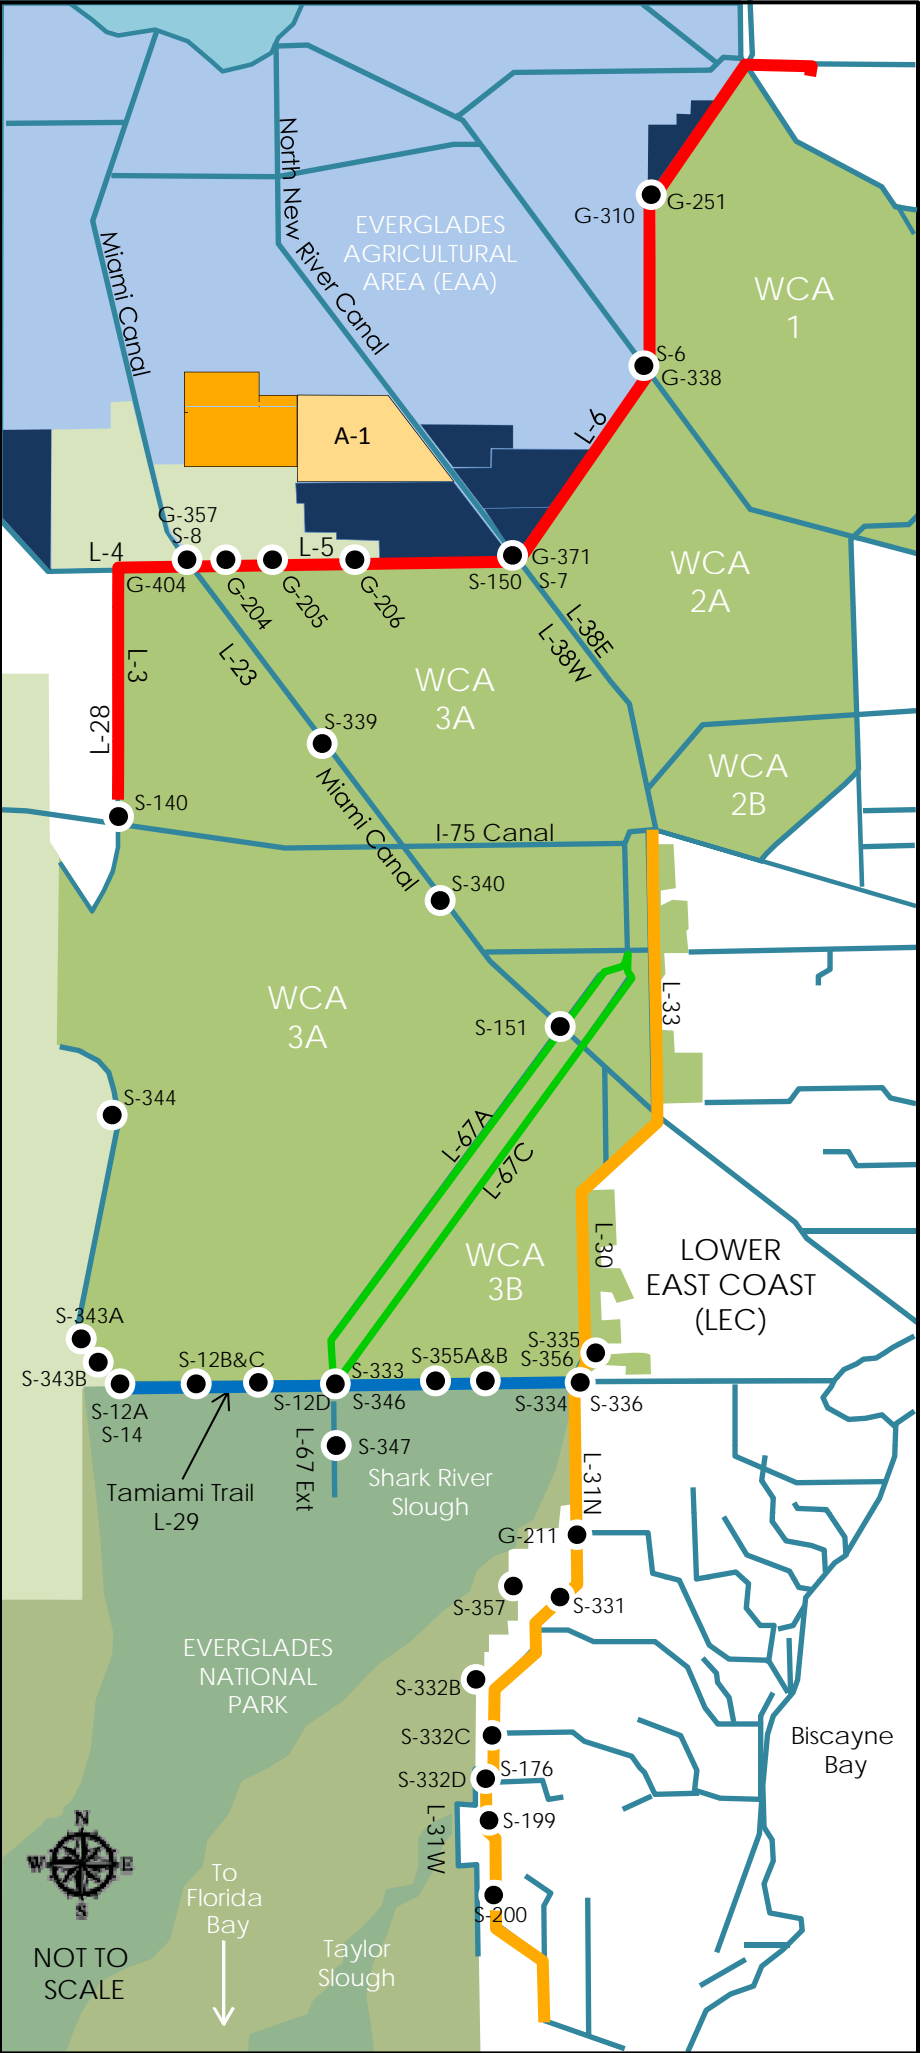 North New River Canal
G-251
G-310
EVERGLADES
AGRICULTURAL
AREA (EAA)
Miami Canal
WCA
1
S-6
G-338
L-6
A-1
G-357
S-8
L-4
L-5
G-371
S-150
S-7
G-404
G-204
G-205
G-206
WCA
2A
L-38E
L-38W
L-3
L-23
WCA
3A
L-28
S-339
WCA
2B
Miami Canal
S-140
I-75 Canal
S-340
WCA
3A
L-33
S-151
S-344
L-67A
L-67C
L-30
WCA
3B
LOWER
EAST COAST
(LEC)
S-343A
S-335
S-356
S-12B&C
S-333
S-355A&B
S-343B
S-12A
S-14
S-12D
S-346
S-334
S-336
L-67 Ext
S-347
Tamiami Trail
L-29
Shark River
Slough
L-31N
G-211
S-357
S-331
EVERGLADES
NATIONAL
PARK
S-332B
S-332C
Biscayne
Bay
S-176
S-332D
L-31W
S-199
N
W
E
S
To
Florida
Bay
S-200
NOT TO
SCALE
Taylor
Slough